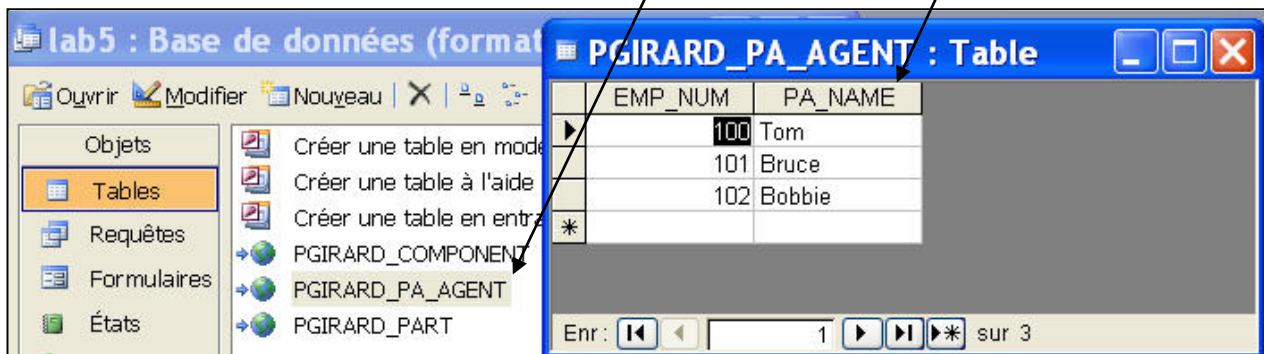 lab5 : Base de données (format
Ouvrir Modifier Nouveau
Objets
Tables
Requêtes
Formulaires
États
Créer une table en mode
Créer une table à l'aide
Créer une table en entra
PGIRARD_COMPONENT
PGIRARD_PA_AGENT
PGIRARD_PART
PGIRARD_PA_AGENT : Table
EMP_NUM PA_NAME
100 Tom
101 Bruce
102 Bobbie
Enr : 1 sur 3